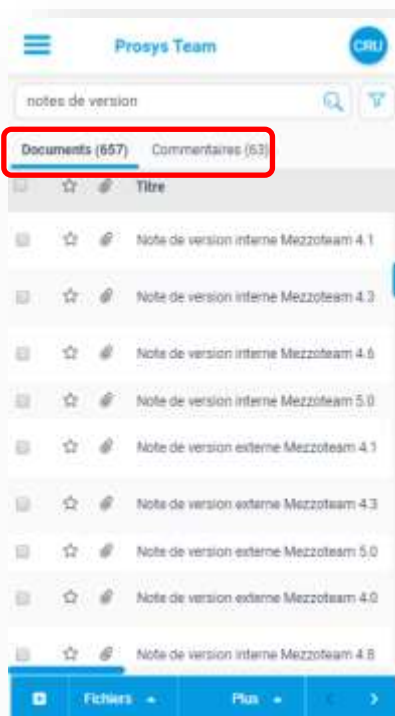 Prosys Team
CRU
notes de version
Documents (657) Commentaires (63)
Titre
Note de version interne Mezzoteam 4.1
Note de version interne Mezzoteam 4.3
Note de version interne Mezzoteam 4.6
Note de version interne Mezzoteam 5.0
Note de version externe Mezzoteam 4.1
Note de version externe Mezzoteam 4.3
Note de version externe Mezzoteam 5.0
Note de version externe Mezzoteam 4.0
Note de version interne Mezzoteam 4.8
Fichiers Plus